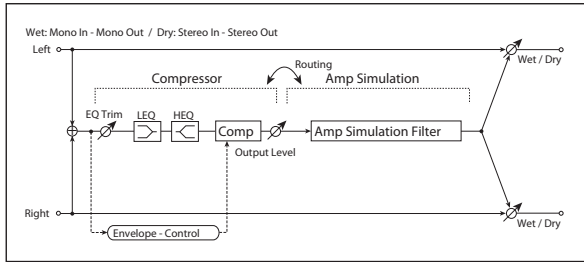 Wet: Mono In - Mono Out / Dry: Stereo In - Stereo Out
Left
Wet / Dry
Routing
Compressor
Amp Simulation
EQ Trim
LEQ
HEQ
Comp
Amp Simulation Filter
Output Level
Right
Wet / Dry
Envelope - Control